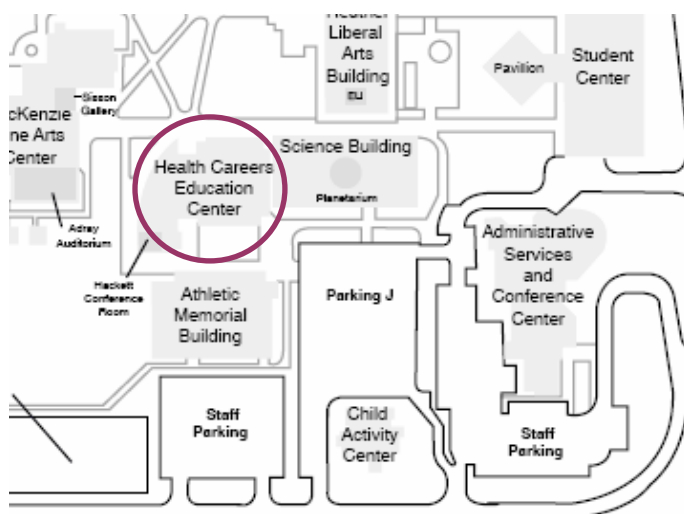 Liberal
Arts
Building
Student
Center
Pavilion
Sisson
Gallery
cKenzie
ne Arts
Center
Health Careers
Education
Center
Science Building
Planetarium
Adray
Auditorium
Hackett
Conference
Room
Administrative
Services
and
Conference
Center
Athletic
Memorial
Building
Parking J
Staff
Parking
Child
Activity
Center
Staff
Parking